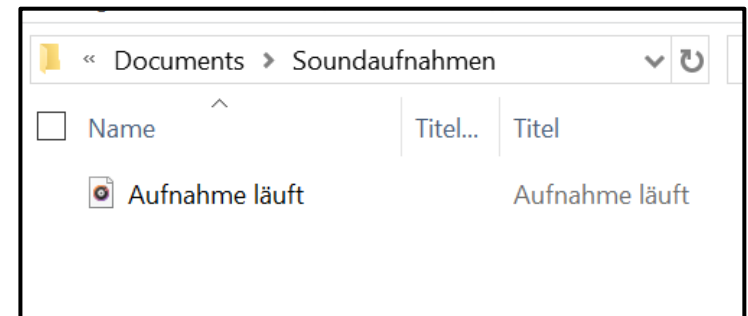 « Documents > Soundaufnahmen
Name Titel... Titel
Aufnahme läuft Aufnahme läuft